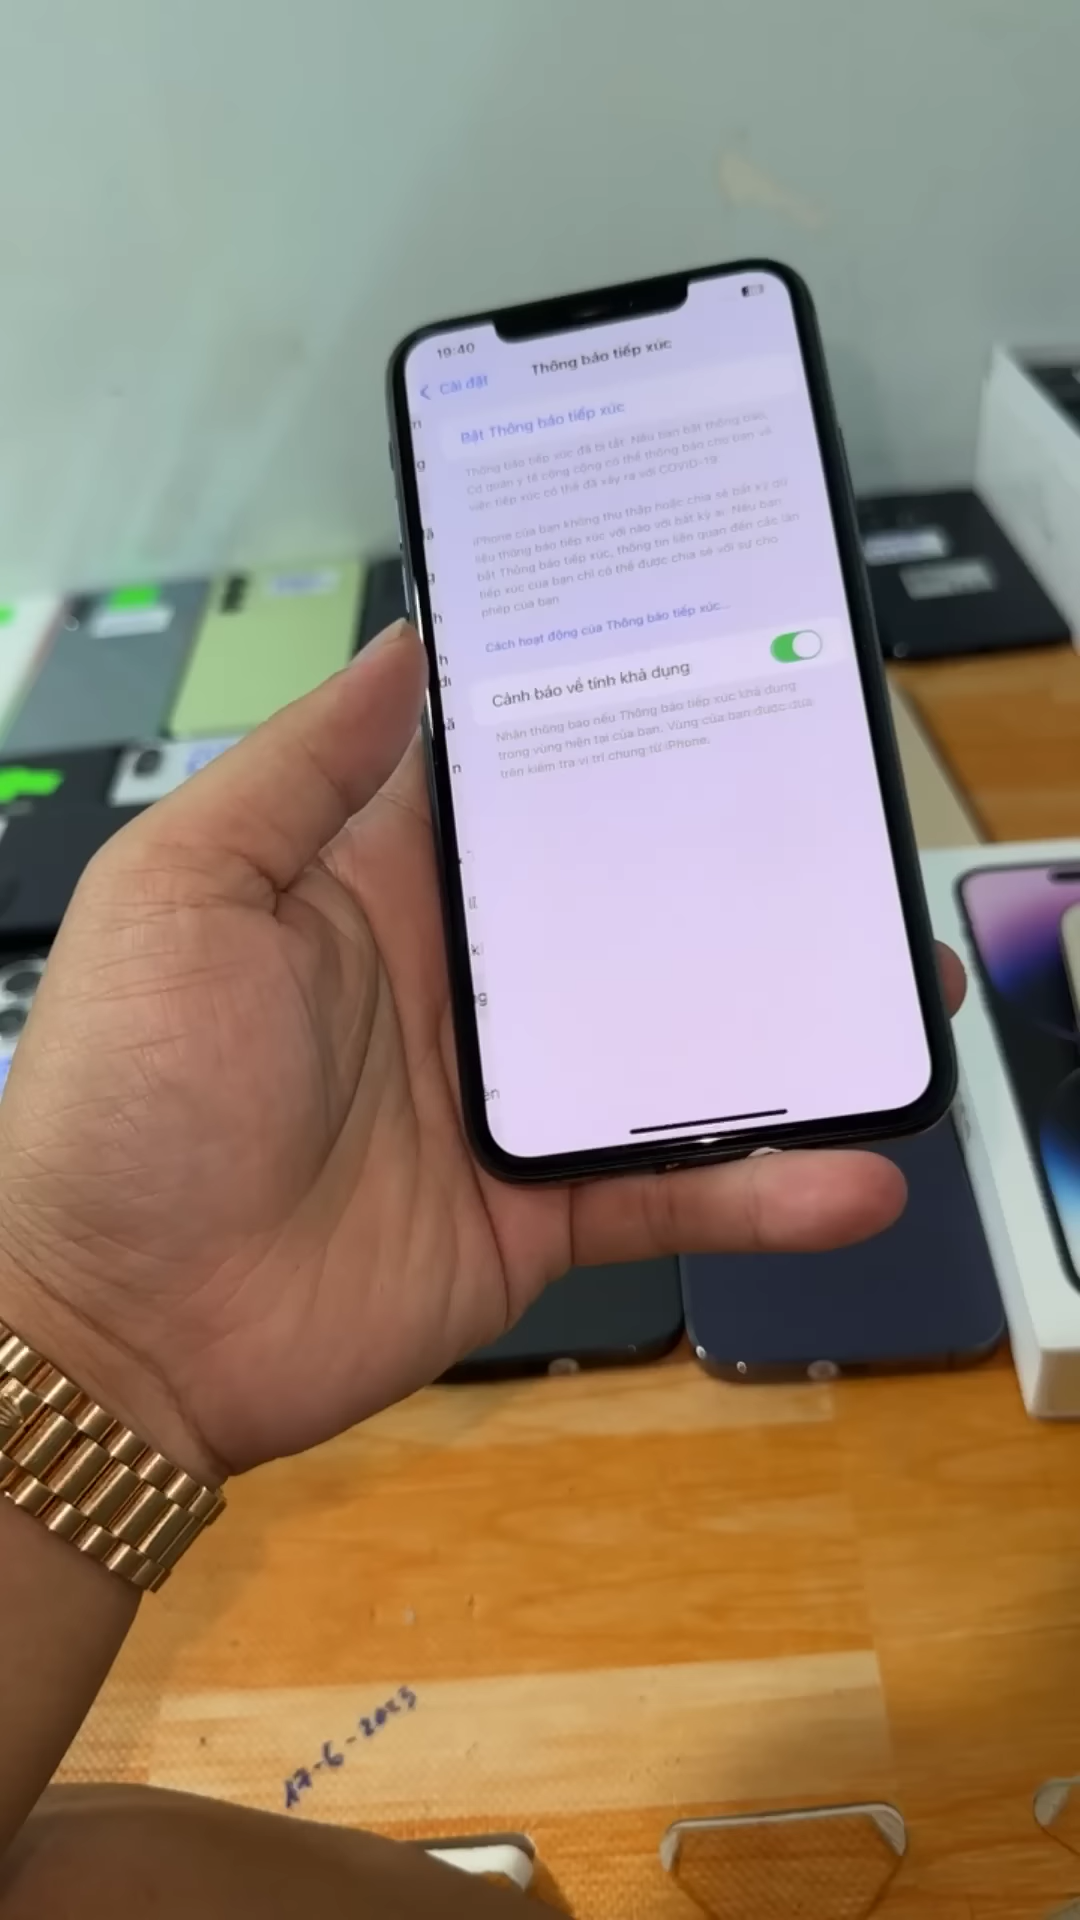 19:40
Cài đặt
Thông báo tiếp xúc
Bật Thông báo tiếp xúc
Thông báo tiếp xúc đã bị tắt. Nếu bạn bật thông báo,
Cơ quan y tế công cộng có thể thông báo cho bạn về
việc tiếp xúc có thể đã xảy ra với COVID-19.
iPhone của bạn không thu thập hoặc chia sẻ bất kỳ dữ
liệu thông báo tiếp xúc với nào với bất kỳ ai. Nếu bạn
bật Thông báo tiếp xúc, thông tin liên quan đến các lần
tiếp xúc của bạn chỉ có thể được chia sẻ với sự cho
phép của bạn.
Cách hoạt động của Thông báo tiếp xúc...
Cảnh báo về tính khả dụng
Nhận thông báo nếu Thông báo tiếp xúc khả dụng
trong vùng hiện tại của bạn. Vùng của bạn được dựa
trên kiểm tra vị trí chung từ iPhone.
17-6-2023